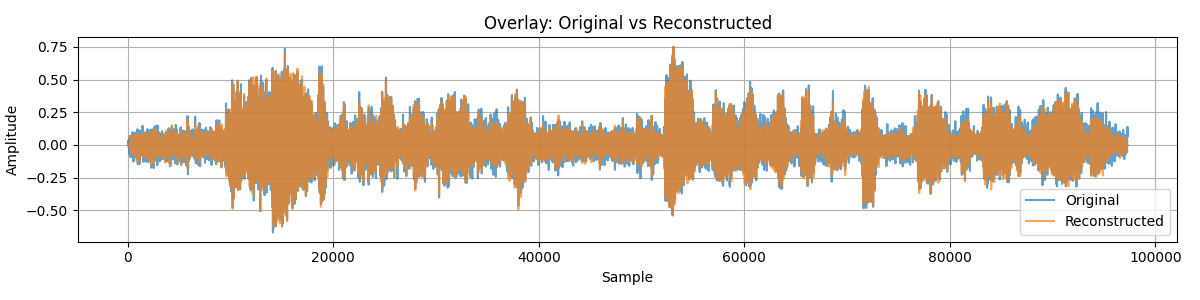 Overlay: Original vs Reconstructed
Amplitude
0.75
0.50
0.25
0.00
−0.25
−0.50
0
20000
40000
60000
80000
100000
Sample
Original
Reconstructed